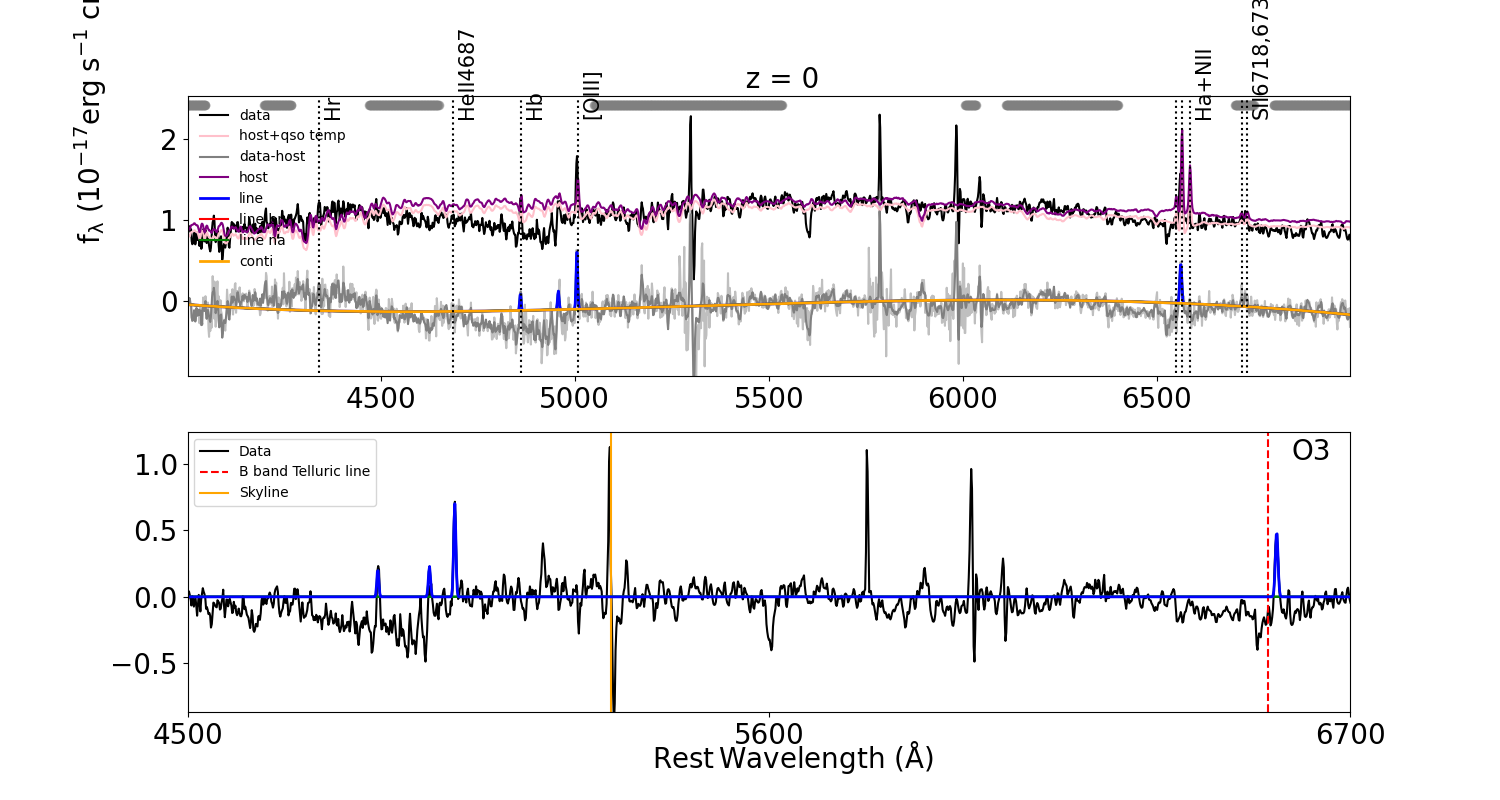 z = 0
f_λ (10^−17 erg s^−1 c
Hr
HeII4687
Hb
[OIII]
Ha+NII
SII6718,673
data
host+qso temp
data-host
host
line
line
line na
conti
2
1
0
4500
5000
5500
6000
6500
O3
Data
B band Telluric line
Skyline
1.0
0.5
0.0
−0.5
4500
5600
6700
Rest Wavelength (Å)